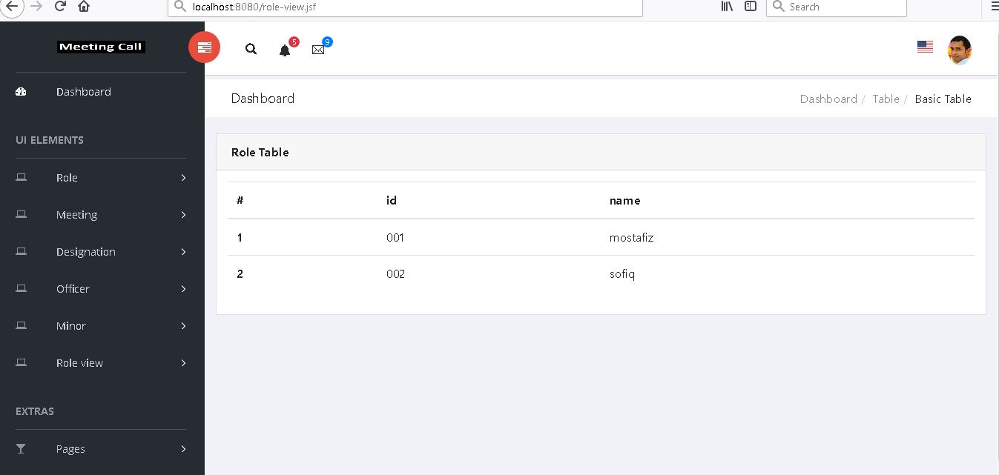 localhost:8080/role-view.jsf
Search
Meeting Call
5
9
Dashboard
UI ELEMENTS
Role
Meeting
Designation
Officer
Minor
Role view
EXTRAS
Pages
Dashboard
Dashboard / Table / Basic Table
Role Table
# id name
1 001 mostafiz
2 002 sofiq